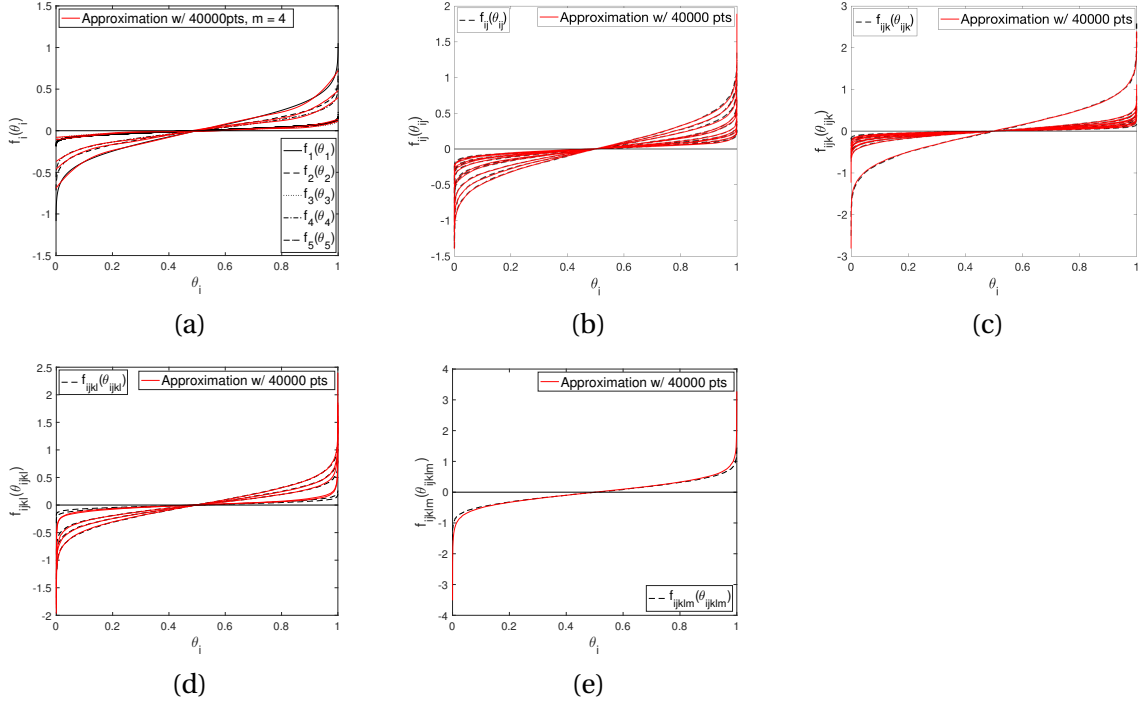 Approximation w/ 40000pts, m = 4
f_i(θ_i)
1.5
1
0.5
0
-0.5
-1
-1.5
f_1(θ_1)
f_2(θ_2)
f_3(θ_3)
f_4(θ_4)
f_5(θ_5)
0 0.2 0.4 0.6 0.8 1
θ_i
(a)
f_ij(θ_ij) Approximation w/ 40000 pts
f_ij(θ_ij)
2
1.5
1
0.5
0
-0.5
-1
1.5
0 0.2 0.4 0.6 0.8 1
θ_i
(b)
f_ijk(θ_ijk) Approximation w/ 40000 pts
f_ijk(θ_ijk)
3
2
1
0
-1
-2
-3
0 0.2 0.4 0.6 0.8 1
θ_i
(c)
f_ijkl(θ_ijkl) Approximation w/ 40000 pts
f_ijkl(θ_ijkl)
2.5
2
1.5
1
0.5
0
-0.5
-1
-1.5
-2
0 0.2 0.4 0.6 0.8 1
θ_i
(d)
Approximation w/ 40000 pts
f_ijklm(θ_ijklm)
4
3
2
1
0
-1
-2
-3
-4
f_ijklm(θ_ijklm)
0 0.2 0.4 0.6 0.8 1
θ_i
(e)